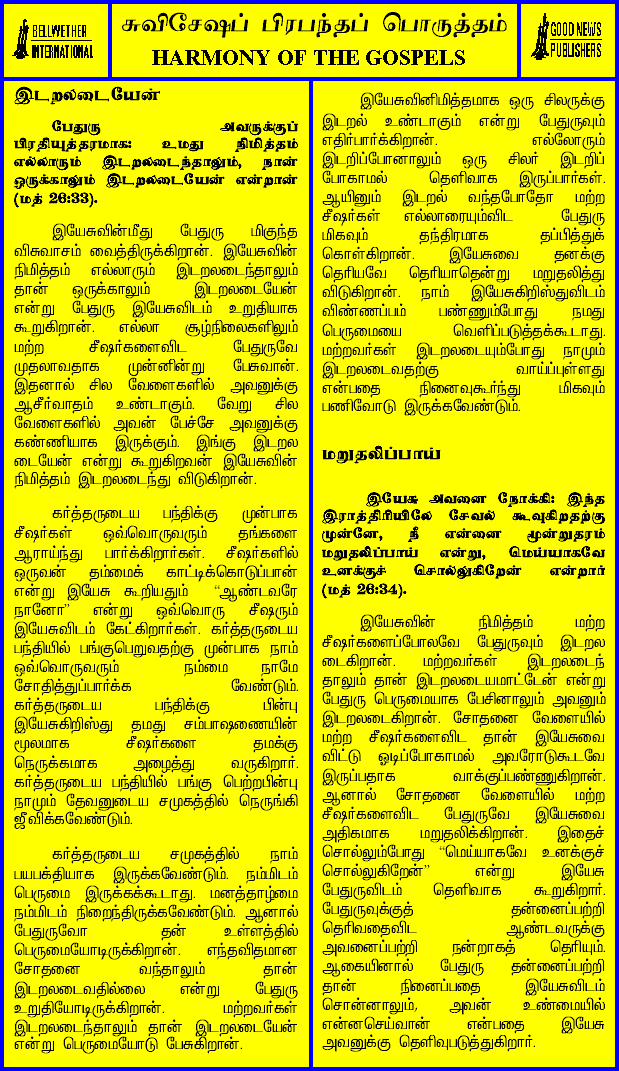 BELLWETHER
INTERNATIONAL
சுவிசேஷப் பிரபந்தப் பொருத்தம்
HARMONY OF THE GOSPELS
GOOD NEWS
PUBLISHERS
இடறலடையேன்
பேதுரு அவருக்குப்
பிரதியுத்தரமாக: உமது நிமித்தம்
எல்லாரும் இடறலடைந்தாலும், நான்
ஒருக்காலும் இடறலடையேன் என்றான்
(மத் 26:33).
இயேசுவின்மீது பேதுரு மிகுந்த
விசுவாசம் வைத்திருக்கிறான். இயேசுவின்
நிமித்தம் எல்லாரும் இடறலடைந்தாலும்
தான் ஒருக்காலும் இடறலடையேன்
என்று பேதுரு இயேசுவிடம் உறுதியாக
கூறுகிறான். எல்லா சூழ்நிலைகளிலும்
மற்ற சீஷர்களைவிட பேதுருவே
முதலாவதாக முன்னின்று பேசுவான்.
இதனால் சில வேளைகளில் அவனுக்கு
ஆசீர்வாதம் உண்டாகும். வேறு சில
வேளைகளில் அவன் பேச்சே அவனுக்கு
கண்ணியாக இருக்கும். இங்கு இடறல
டையேன் என்று கூறுகிறவன் இயேசுவின்
நிமித்தம் இடறலடைந்து விடுகிறான்.
கர்த்தருடைய பந்திக்கு முன்பாக
சீஷர்கள் ஒவ்வொருவரும் தங்களை
ஆராய்ந்து பார்க்கிறார்கள். சீஷர்களில்
ஒருவன் தம்மைக் காட்டிக்கொடுப்பான்
என்று இயேசு கூறியதும் “ஆண்டவரே
நானோ” என்று ஒவ்வொரு சீஷரும்
இயேசுவிடம் கேட்கிறார்கள். கர்த்தருடைய
பந்தியில் பங்குபெறுவதற்கு முன்பாக நாம்
ஒவ்வொருவரும் நம்மை நாமே
சோதித்துப்பார்க்க வேண்டும்.
கர்த்தருடைய பந்திக்கு பின்பு
இயேசுகிறிஸ்து தமது சம்பாஷணையின்
மூலமாக சீஷர்களை தமக்கு
நெருக்கமாக அழைத்து வருகிறார்.
கர்த்தருடைய பந்தியில் பங்கு பெற்றபின்பு
நாமும் தேவனுடைய சமுகத்தில் நெருங்கி
ஜீவிக்கவேண்டும்.
கர்த்தருடைய சமுகத்தில் நாம்
பயபக்தியாக இருக்கவேண்டும். நம்மிடம்
பெருமை இருக்கக்கூடாது. மனத்தாழ்மை
நம்மிடம் நிறைந்திருக்கவேண்டும். ஆனால்
பேதுருவோ தன் உள்ளத்தில்
பெருமையோடிருக்கிறான். எந்தவிதமான
சோதனை வந்தாலும் தான்
இடறலடைவதில்லை என்று பேதுரு
உறுதியோடிருக்கிறான். மற்றவர்கள்
இடறலடைந்தாலும் தான் இடறலடையேன்
என்று பெருமையோடு பேசுகிறான்.
இயேசுவினிமித்தமாக ஒரு சிலருக்கு
இடறல் உண்டாகும் என்று பேதுருவும்
எதிர்பார்க்கிறான். எல்லோரும்
இடறிப்போனாலும் ஒரு சிலர் இடறிப்
போகாமல் தெளிவாக இருப்பார்கள்.
ஆயினும் இடறல் வந்தபோதோ மற்ற
சீஷர்கள் எல்லாரையும்விட பேதுரு
மிகவும் தந்திரமாக தப்பித்துக்
கொள்கிறான். இயேசுவை தனக்கு
தெரியவே தெரியாதென்று மறுதலித்து
விடுகிறான். நாம் இயேசுகிறிஸ்துவிடம்
விண்ணப்பம் பண்ணும்போது நமது
பெருமையை வெளிப்படுத்தக்கூடாது.
மற்றவர்கள் இடறலடையும்போது நாமும்
இடறலடைவதற்கு வாய்ப்புள்ளது
என்பதை நினைவுகூர்ந்து மிகவும்
பணிவோடு இருக்கவேண்டும்.
மறுதலிப்பாய்
இயேசு அவனை நோக்கி: இந்த
இராத்திரியிலே சேவல் கூவுகிறதற்கு
முன்னே, நீ என்னை மூன்றுதரம்
மறுதலிப்பாய் என்று, மெய்யாகவே
உனக்குச் சொல்லுகிறேன் என்றார்
(மத் 26:34).
இயேசுவின் நிமித்தம் மற்ற
சீஷர்களைப்போலவே பேதுருவும் இடறல
டைகிறான். மற்றவர்கள் இடறலடைந்
தாலும் தான் இடறலடையமாட்டேன் என்று
பேதுரு பெருமையாக பேசினாலும் அவனும்
இடறலடைகிறான். சோதனை வேளையில்
மற்ற சீஷர்களைவிட தான் இயேசுவை
விட்டு ஓடிப்போகாமல் அவரோடுகூடவே
இருப்பதாக வாக்குப்பண்ணுகிறான்.
ஆனால் சோதனை வேளையில் மற்ற
சீஷர்களைவிட பேதுருவே இயேசுவை
அதிகமாக மறுதலிக்கிறான். இதைச்
சொல்லும்போது “மெய்யாகவே உனக்குச்
சொல்லுகிறேன்” என்று இயேசு
பேதுருவிடம் தெளிவாக கூறுகிறார்.
பேதுருவுக்குத் தன்னைப்பற்றி
தெரிவதைவிட ஆண்டவருக்கு
அவனைப்பற்றி நன்றாகத் தெரியும்.
ஆகையினால் பேதுரு தன்னைப்பற்றி
தான் நினைப்பதை இயேசுவிடம்
சொன்னாலும், அவன் உண்மையில்
என்னசெய்வான் என்பதை இயேசு
அவனுக்கு தெளிவுபடுத்துகிறார்.